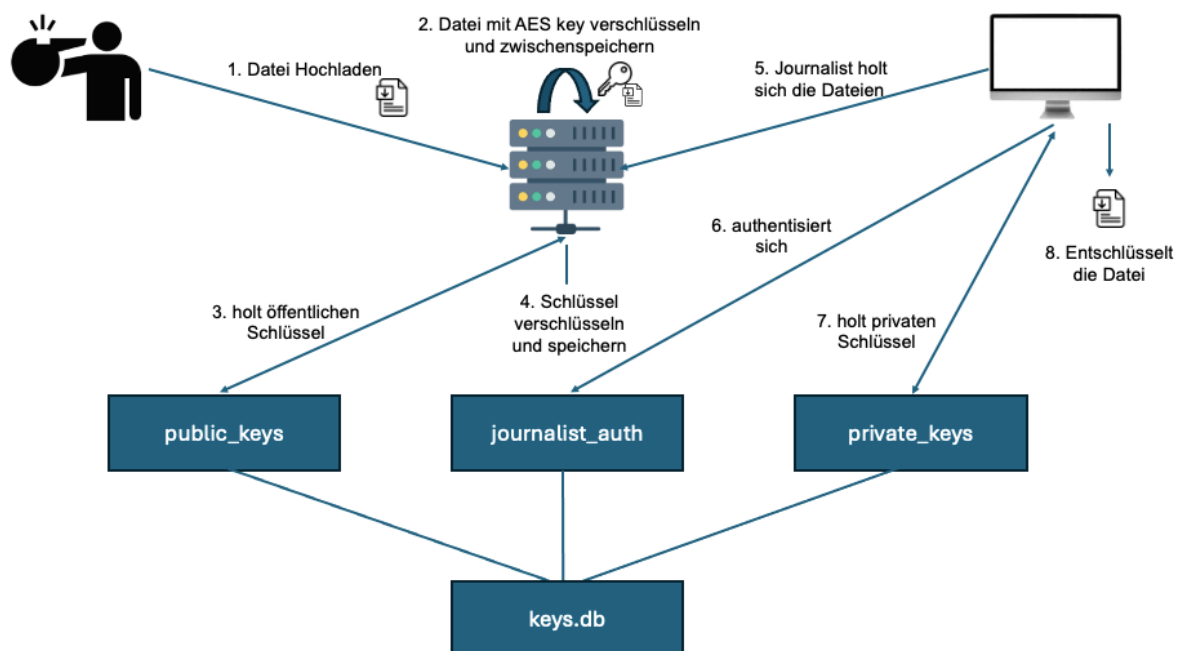 1. Datei Hochladen
2. Datei mit AES key verschlüsseln
und zwischenspeichern
5. Journalist holt
sich die Dateien
3. holt öffentlichen
Schlüssel
4. Schlüssel
verschlüsseln
und speichern
6. authentisiert
sich
7. holt privaten
Schlüssel
8. Entschlüsselt
die Datei
public_keys
journalist_auth
private_keys
keys.db